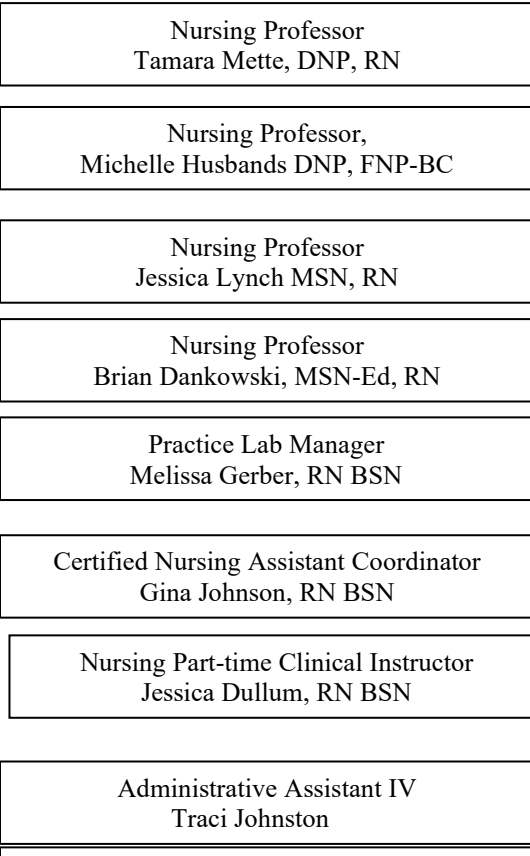 Nursing Professor
Tamara Mette, DNP, RN
Nursing Professor,
Michelle Husbands DNP, FNP-BC
Nursing Professor
Jessica Lynch MSN, RN
Nursing Professor
Brian Dankowski, MSN-Ed, RN
Practice Lab Manager
Melissa Gerber, RN BSN
Certified Nursing Assistant Coordinator
Gina Johnson, RN BSN
Nursing Part-time Clinical Instructor
Jessica Dullum, RN BSN
Administrative Assistant IV
Traci Johnston